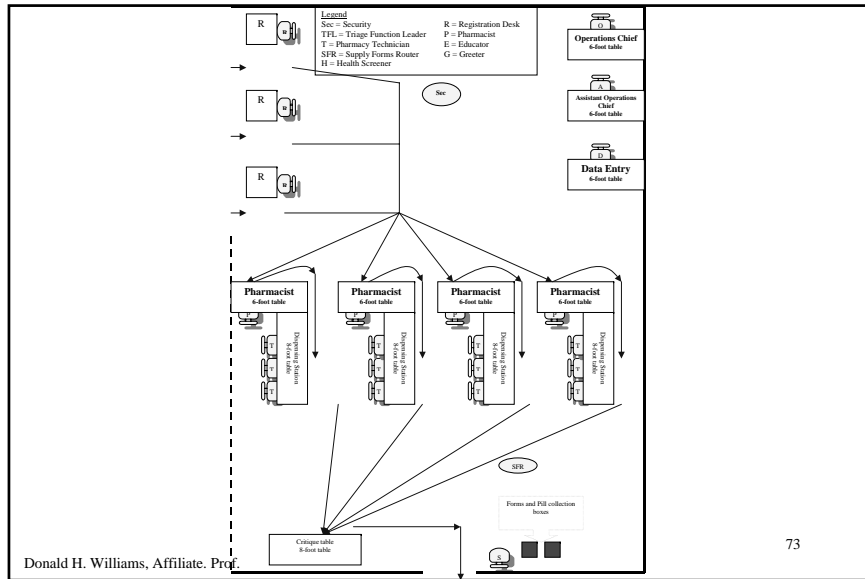 Legend
Sec = Security
TFL = Triage Function Leader
T = Pharmacy Technician
SFR = Supply Forms Router
H = Health Screener
R = Registration Desk
P = Pharmacist
E = Educator
G = Greeter
R
R
Sec
O
Operations Chief
6-foot table
A
Assistant Operations
Chief
6-foot table
R
R
D
Data Entry
6-foot table
R
R
Pharmacist
6-foot table
Pharmacist
6-foot table
Pharmacist
6-foot table
Pharmacist
6-foot table
P
P
P
P
T
T
T
Dispensing Station
8-foot table
T
T
T
Dispensing Station
8-foot table
T
T
T
Dispensing Station
8-foot table
T
T
T
Dispensing Station
8-foot table
SFR
Forms and Pill collection
boxes
Critique table
8-foot table
S
Donald H. Williams, Affiliate. Prof.
73